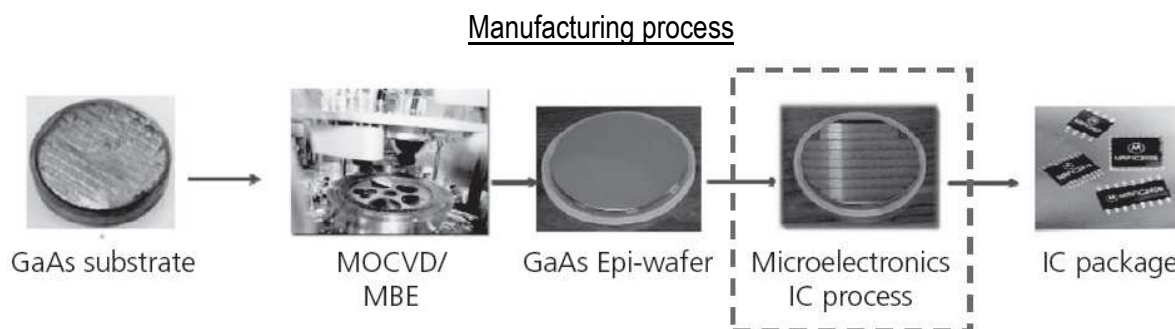 Manufacturing process
GaAs substrate
MOCVD/
MBE
GaAs Epi-wafer
Microelectronics
IC process
IC package